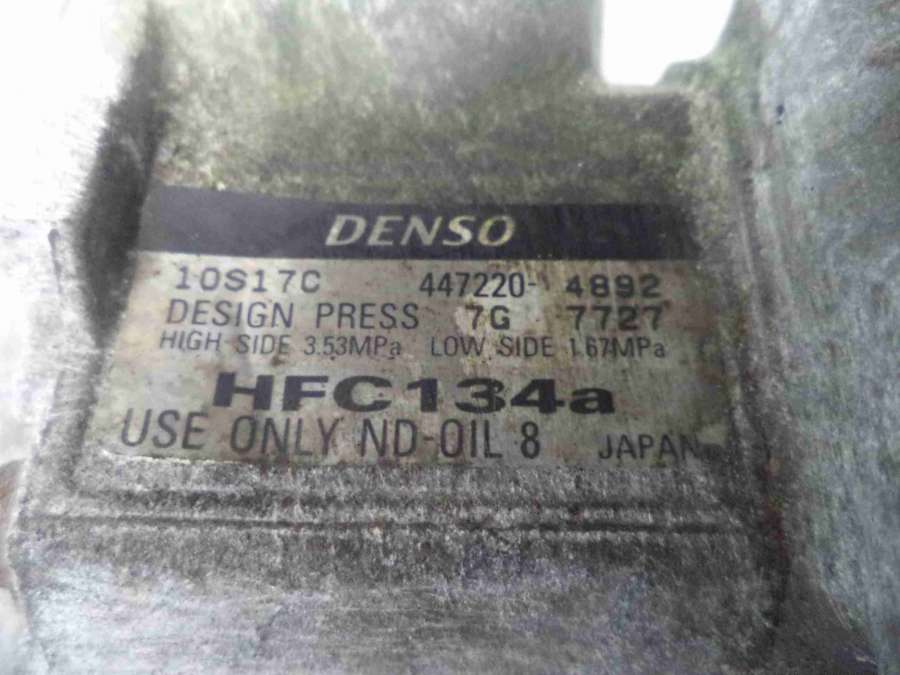 DENSO
10S17C 447220- 4892
DESIGN PRESS 7G 7727
HIGH SIDE 3.53MPa LOW SIDE 1.67MPa
HFC134a
USE ONLY ND-OIL 8 JAPAN